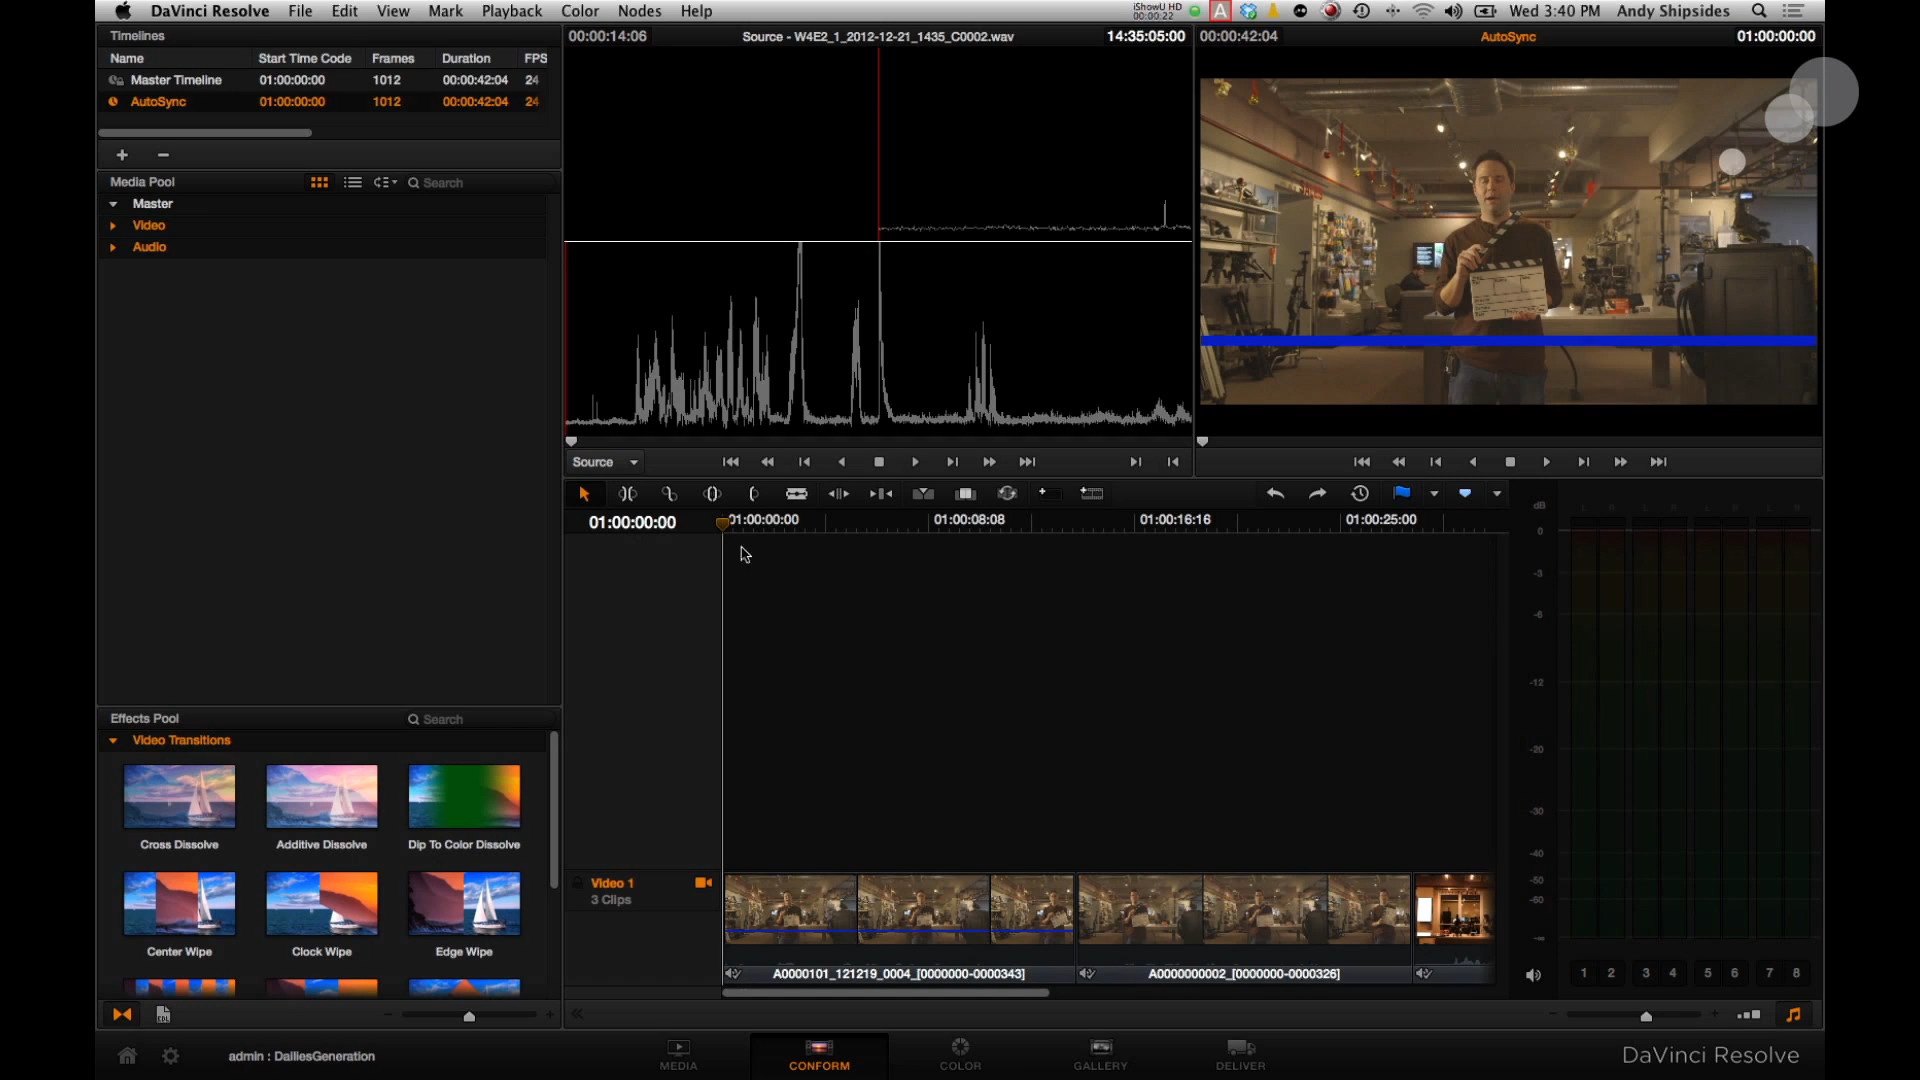 DaVinci Resolve File Edit View Mark Playback Color Nodes Help
iShowU HD
00:00:22
A
Wed 3:40 PM Andy Shipsides
Timelines
Name Start Time Code Frames Duration FPS
Master Timeline 01:00:00:00 1012 00:00:42:04 24
AutoSync 01:00:00:00 1012 00:00:42:04 24
Media Pool Search
Master
Video
Audio
00:00:14:06 Source - W4E2_1_2012-12-21_1435_C0002.wav 14:35:05:00
00:00:42:04 AutoSync 01:00:00:00
Source
01:00:00:00
01:00:00:00 01:00:08:08 01:00:16:16 01:00:25:00
Effects Pool Search
Video Transitions
Cross Dissolve Additive Dissolve Dip To Color Dissolve
Center Wipe Clock Wipe Edge Wipe
EDL
Video 1
3 Clips
A0000101_121219_0004_[0000000-0000343] A0000000002_[0000000-0000326]
dB
L R L R L R L R
0
-3
-6
-12
-20
-30
-40
-50
-60
1 2 3 4 5 6 7 8
admin : DailiesGeneration
MEDIA CONFORM COLOR GALLERY DELIVER
DaVinci Resolve